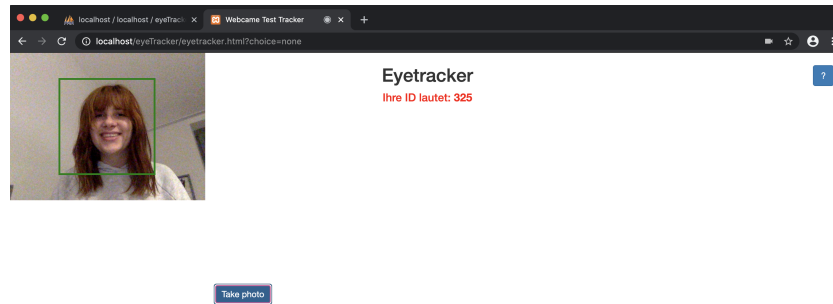 localhost / localhost / eyeTrack
Webcame Test Tracker
localhost/eyeTracker/eyetracker.html?choice=none
Eyetracker
?
Ihre ID lautet: 325
Take photo